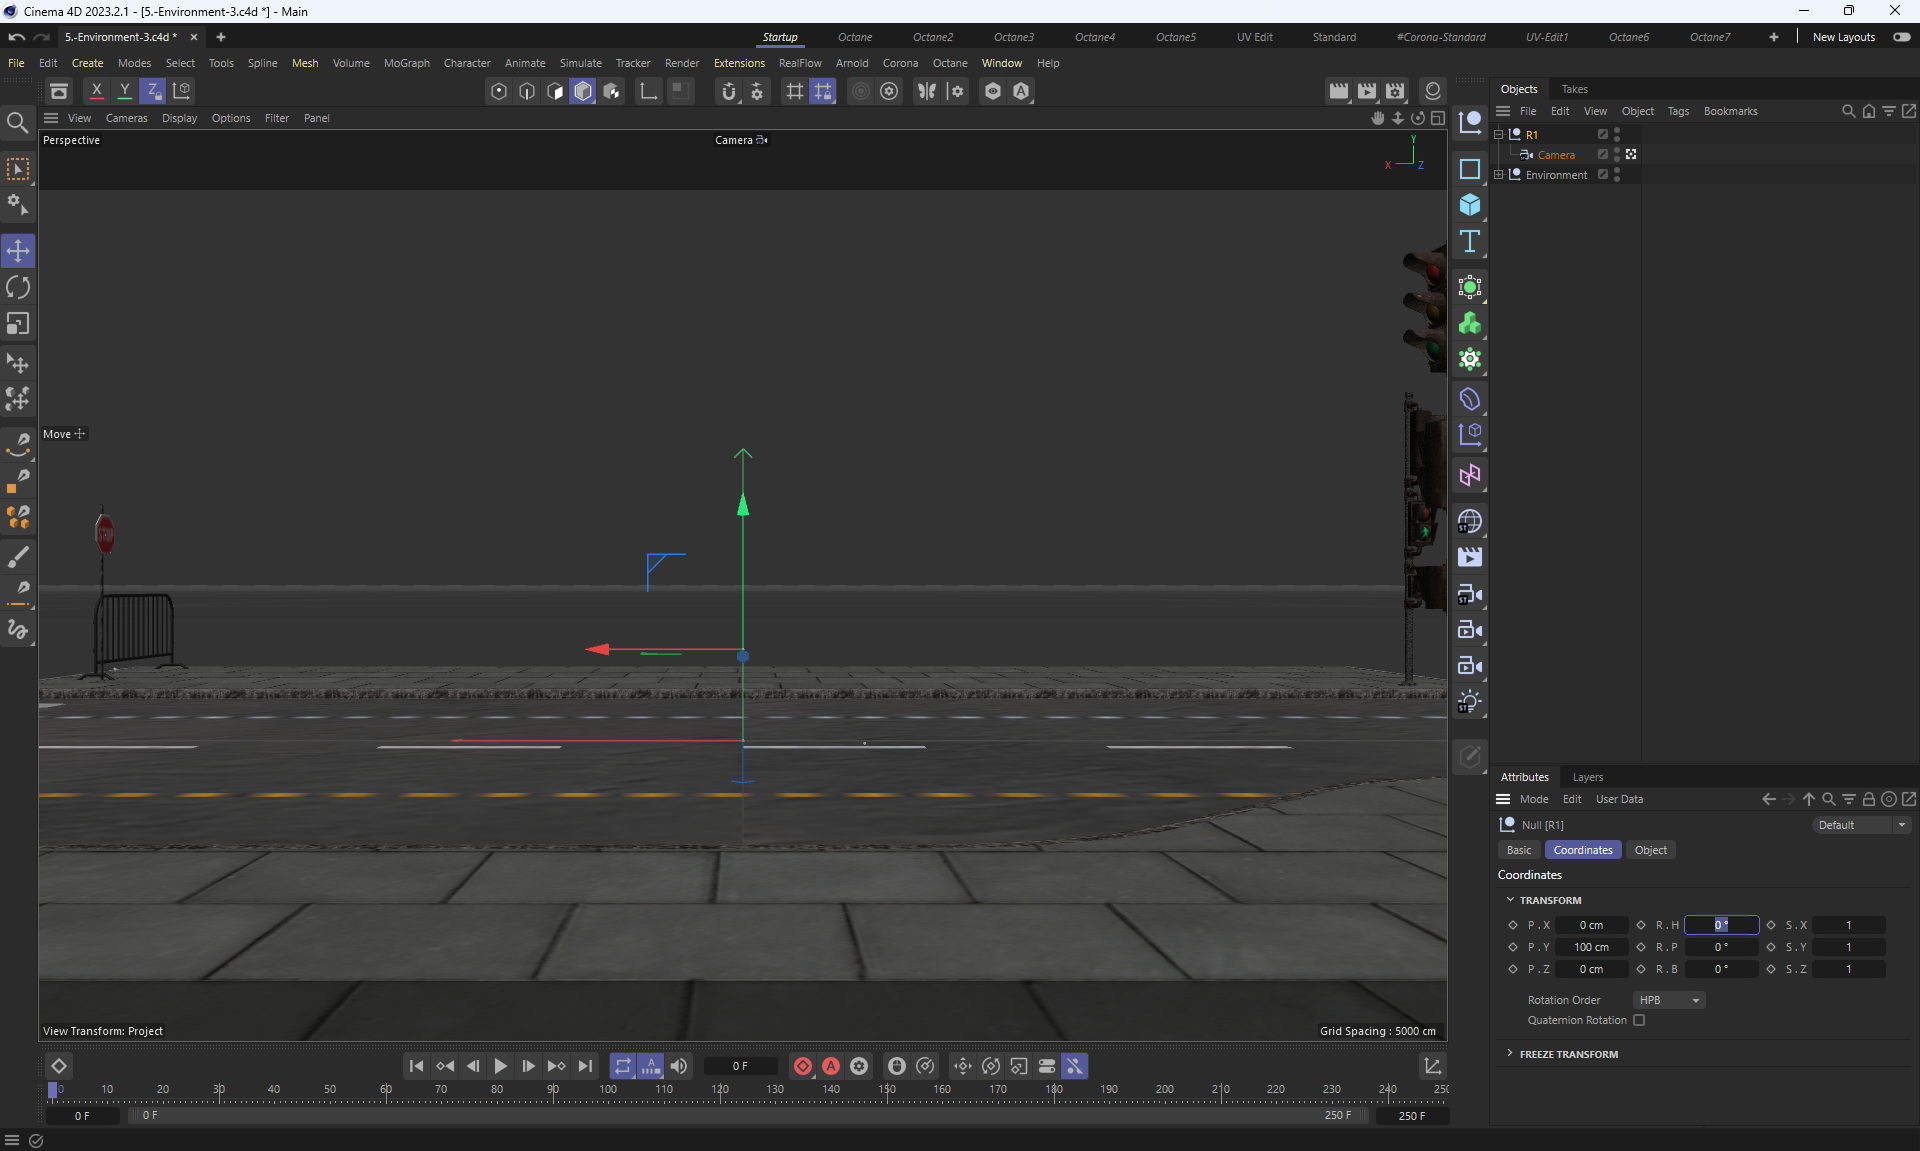 Cinema 4D 2023.2.1 - [5.-Environment-3.c4d *] - Main
5.-Environment-3.c4d *
Startup Octane Octane2 Octane3 Octane4 Octane5 UV Edit Standard #Corona-Standard UV-Edit1 Octane6 Octane7 New Layouts
File Edit Create Modes Select Tools Spline Mesh Volume MoGraph Character Animate Simulate Tracker Render Extensions RealFlow Arnold Corona Octane Window Help
X Y Z
View Cameras Display Options Filter Panel
Perspective
Camera
Y
X Z
Move
STOP
View Transform: Project
Grid Spacing : 5000 cm
Objects Takes
File Edit View Object Tags Bookmarks
R1
Camera
Environment
Attributes Layers
Mode Edit User Data
Null [R1]
Default
Basic Coordinates Object
Coordinates
TRANSFORM
P . X 0 cm R . H 0 ° S . X 1
P . Y 100 cm R . P 0 ° S . Y 1
P . Z 0 cm R . B 0 ° S . Z 1
Rotation Order HPB
Quaternion Rotation
FREEZE TRANSFORM
0 F
0 10 20 30 40 50 60 70 80 90 100 110 120 130 140 150 160 170 180 190 200 210 220 230 240 250
0 F 0 F 250 F 250 F